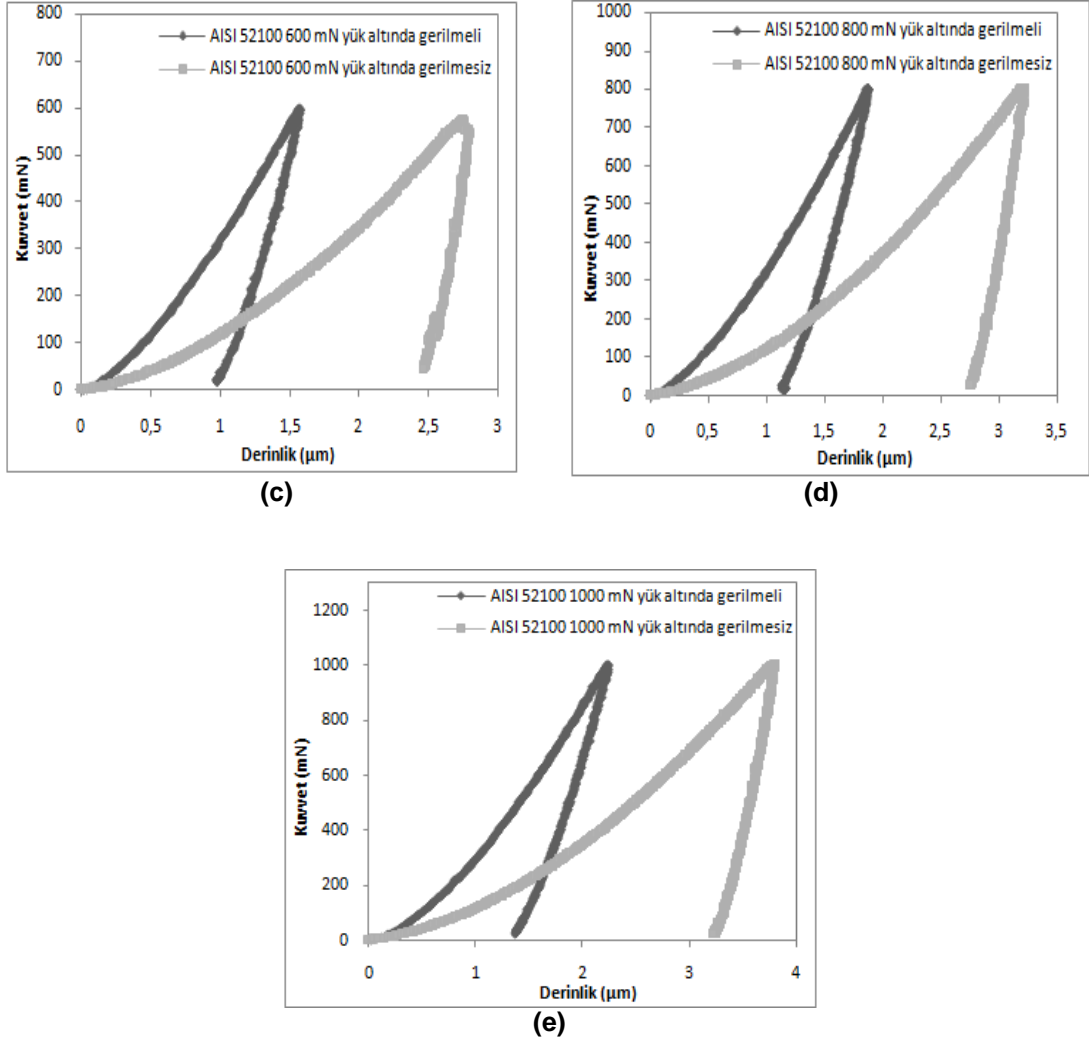 800
700
600
500
400
300
200
100
0
Kuvvet (mN)
AISI 52100 600 mN yük altında gerilmeli
AISI 52100 600 mN yük altında gerilmesiz
0 0,5 1 1,5 2 2,5 3
Derinlik (µm)
(c)
1000
900
800
700
600
500
400
300
200
100
0
Kuvvet (mN)
AISI 52100 800 mN yük altında gerilmeli
AISI 52100 800 mN yük altında gerilmesiz
0 0,5 1 1,5 2 2,5 3 3,5
Derinlik (µm)
(d)
1200
1000
800
600
400
200
0
Kuvvet (mN)
AISI 52100 1000 mN yük altında gerilmeli
AISI 52100 1000 mN yük altında gerilmesiz
0 1 2 3 4
Derinlik (µm)
(e)